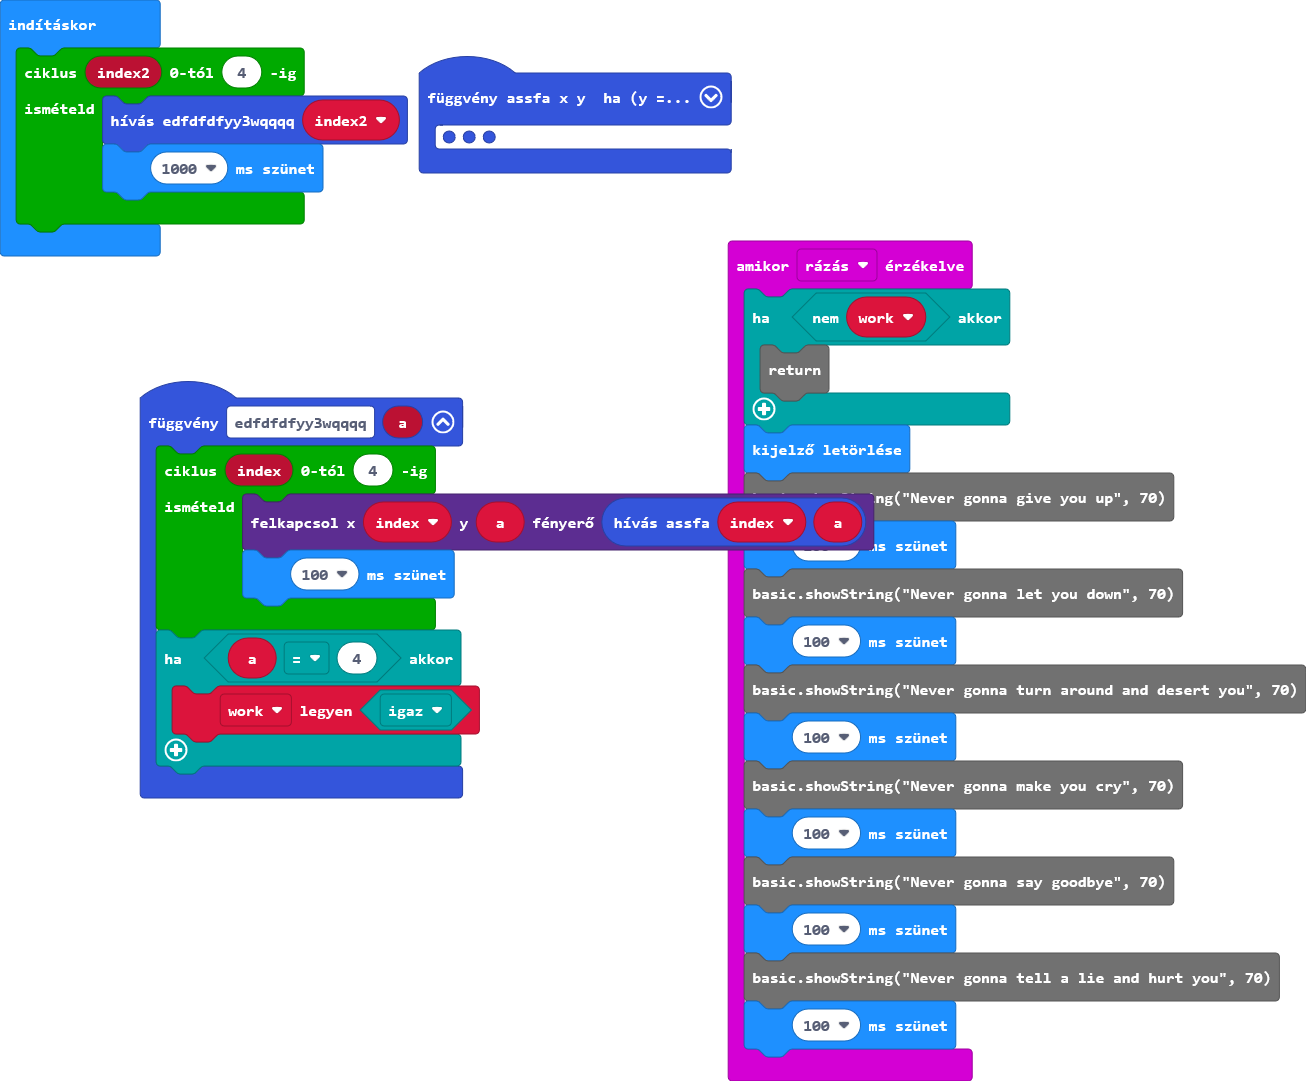 indításkor
ciklus index2 0-tól 4 -ig
ismételd
hívás edfdfdfyy3wqqqq index2
1000 ms szünet
függvény assfa x y ha (y =...
függvény edfdfdfyy3wqqqq a
ciklus index 0-tól 4 -ig
ismételd
felkapcsol x index y a fényerő hívás assfa index a
100 ms szünet
ha a = 4 akkor
work legyen igaz
amikor rázás érzékelve
ha nem work akkor
return
kijelző letörlése
("Never gonna give you up", 70)
ms szünet
basic.showString("Never gonna let you down", 70)
100 ms szünet
basic.showString("Never gonna turn around and desert you", 70)
100 ms szünet
basic.showString("Never gonna make you cry", 70)
100 ms szünet
basic.showString("Never gonna say goodbye", 70)
100 ms szünet
basic.showString("Never gonna tell a lie and hurt you", 70)
100 ms szünet